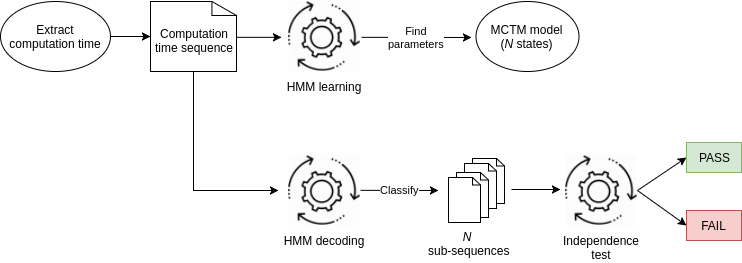 Extract
computation time
Computation
time sequence
HMM learning
Find
parameters
MCTM model
(N states)
HMM decoding
Classify
N
sub-sequences
Independence
test
PASS
FAIL